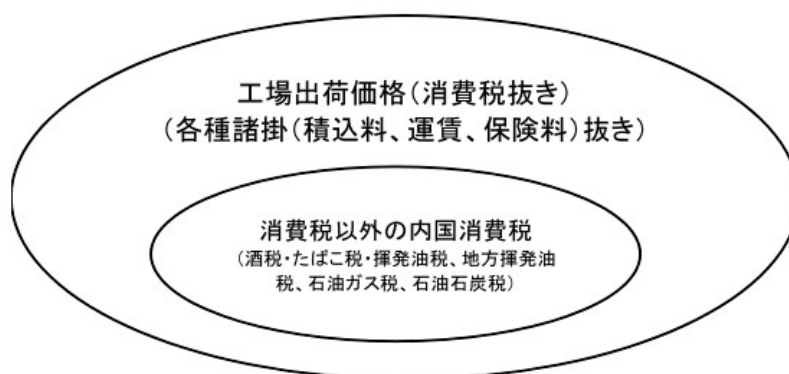 工場出荷価格(消費税抜き)
(各種諸掛(積込料、運賃、保険料)抜き)
消費税以外の内国消費税
(酒税・たばこ税・揮発油税、地方揮発油
税、石油ガス税、石油石炭税)